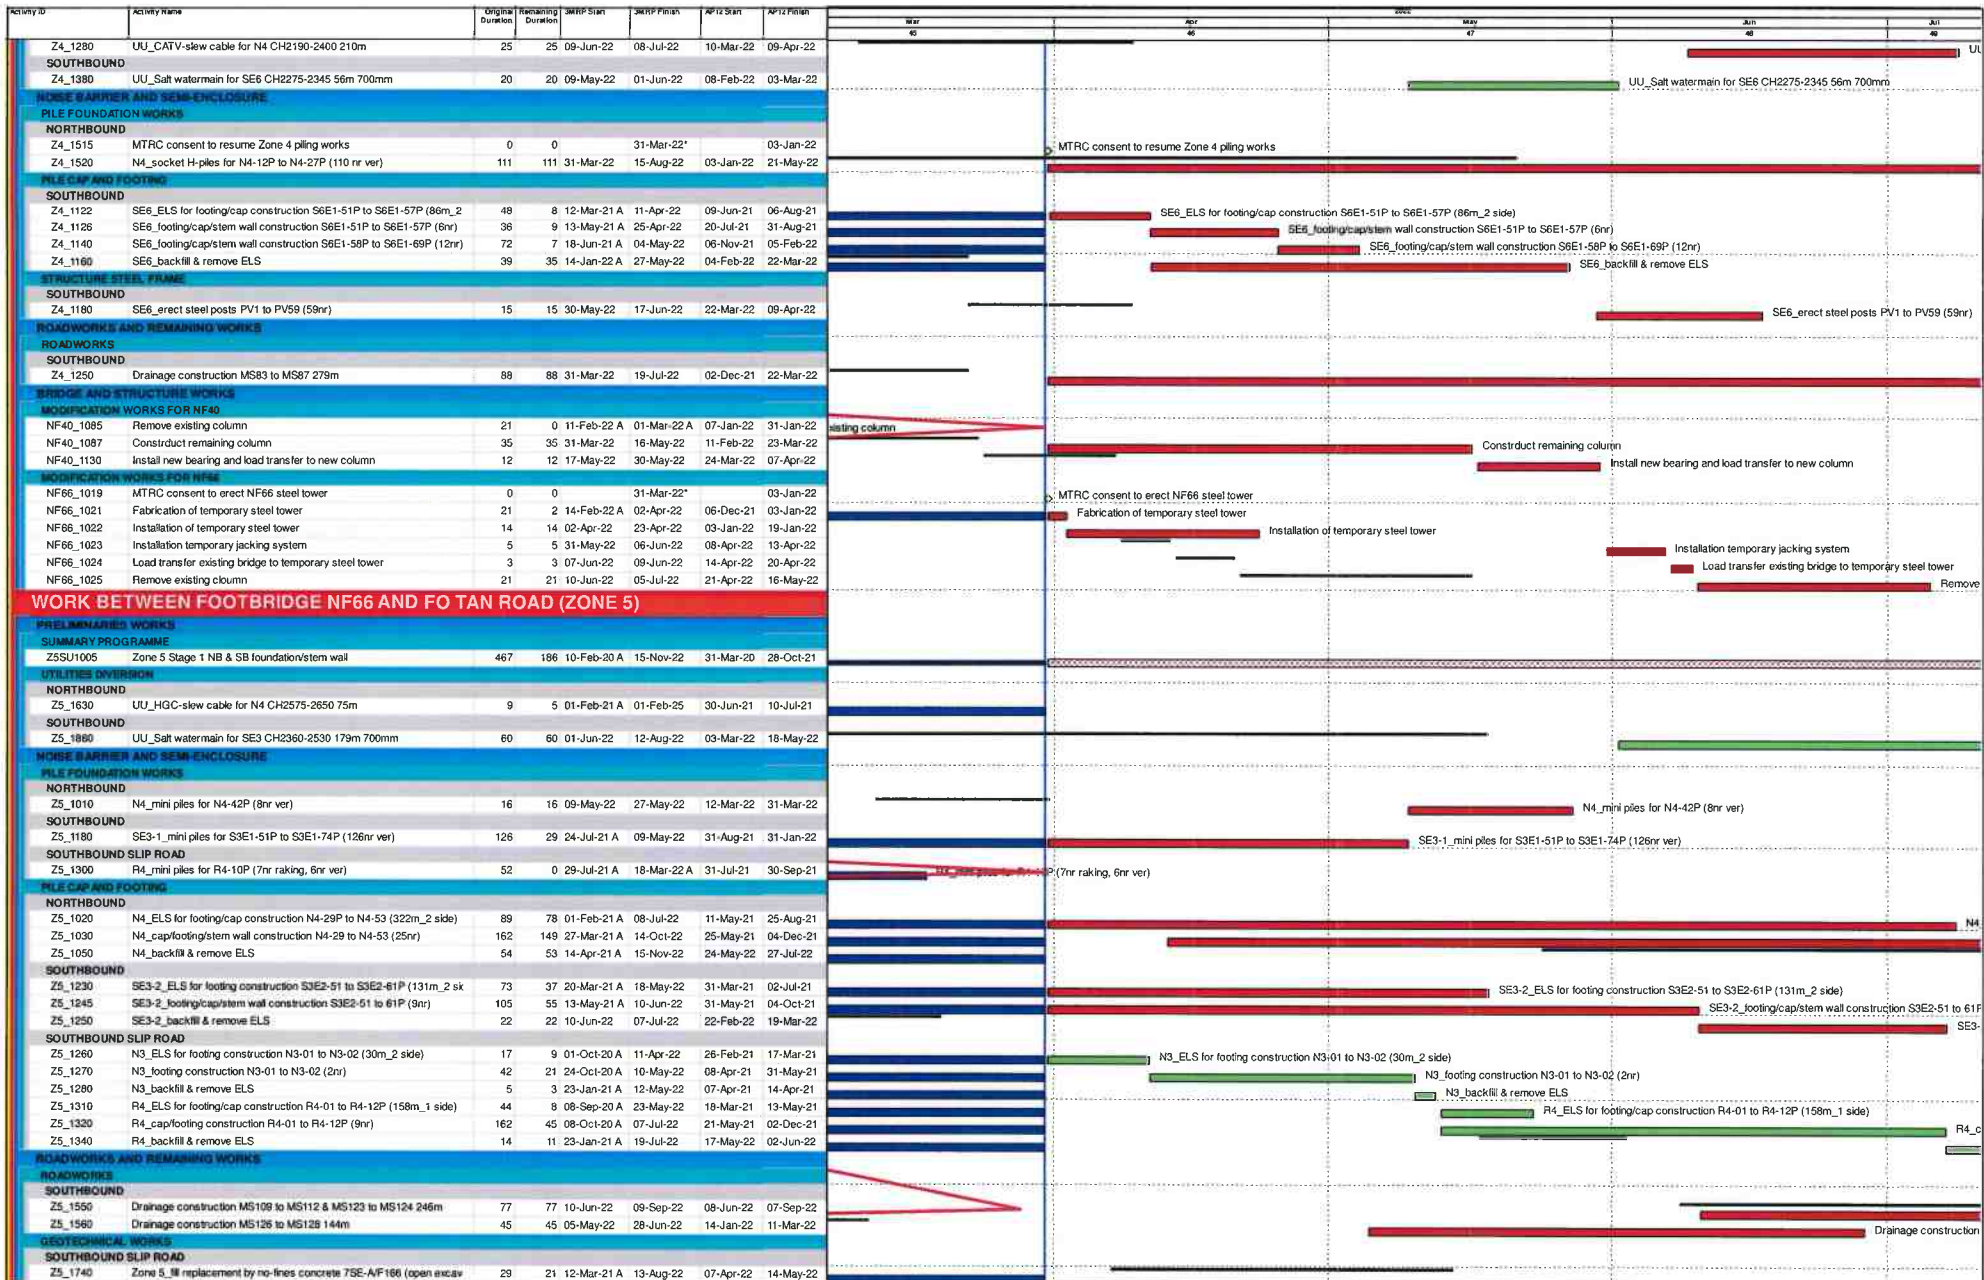 Activity ID Activity Name Original Duration Remaining Duration 3MRP Start 3MRP Finish AP12 Start AP12 Finish 2022
Mar Apr May Jun Jul
45 46 47 48 49
Z4_1280 UU_CATV-slew cable for N4 CH2190-2400 210m 25 25 09-Jun-22 08-Jul-22 10-Mar-22 09-Apr-22 UU
SOUTHBOUND
Z4_1380 UU_Salt watermain for SE6 CH2275-2345 56m 700mm 20 20 09-May-22 01-Jun-22 08-Feb-22 03-Mar-22 UU_Salt watermain for SE6 CH2275-2345 56m 700mm
NOISE BARRIER AND SEMI-ENCLOSURE
PILE FOUNDATION WORKS
NORTHBOUND
Z4_1515 MTRC consent to resume Zone 4 piling works 0 0 31-Mar-22* 03-Jan-22 MTRC consent to resume Zone 4 piling works
Z4_1520 N4_socket H-piles for N4-12P to N4-27P (110 nr ver) 111 111 31-Mar-22 15-Aug-22 03-Jan-22 21-May-22
PILE CAP AND FOOTING
SOUTHBOUND
Z4_1122 SE6_ELS for footing/cap construction S6E1-51P to S6E1-57P (86m_2 48 8 12-Mar-21 A 11-Apr-22 09-Jun-21 06-Aug-21 SE6_ELS for footing/cap construction S6E1-51P to S6E1-57P (86m_2 side)
Z4_1126 SE6_footing/cap/stem wall construction S6E1-51P to S6E1-57P (6nr) 36 9 13-May-21 A 25-Apr-22 20-Jul-21 31-Aug-21 SE6_footing/cap/stem wall construction S6E1-51P to S6E1-57P (6nr)
Z4_1140 SE6_footing/cap/stem wall construction S6E1-58P to S6E1-69P (12nr) 72 7 18-Jun-21 A 04-May-22 06-Nov-21 05-Feb-22 SE6_footing/cap/stem wall construction S6E1-58P to S6E1-69P (12nr)
Z4_1160 SE6_backfill & remove ELS 39 35 14-Jan-22 A 27-May-22 04-Feb-22 22-Mar-22 SE6_backfill & remove ELS
STRUCTURE STEEL FRAME
SOUTHBOUND
Z4_1180 SE6_erect steel posts PV1 to PV59 (59nr) 15 15 30-May-22 17-Jun-22 22-Mar-22 09-Apr-22 SE6_erect steel posts PV1 to PV59 (59nr)
ROADWORKS AND REMAINING WORKS
ROADWORKS
SOUTHBOUND
Z4_1250 Drainage construction MS83 to MS87 279m 88 88 31-Mar-22 19-Jul-22 02-Dec-21 22-Mar-22
BRIDGE AND STRUCTURE WORKS
MODIFICATION WORKS FOR NF40
NF40_1085 Remove existing column 21 0 11-Feb-22 A 01-Mar-22 A 07-Jan-22 31-Jan-22 existing column
NF40_1087 Constrduct remaining column 35 35 31-Mar-22 16-May-22 11-Feb-22 23-Mar-22 Constrduct remaining column
NF40_1130 Install new bearing and load transfer to new column 12 12 17-May-22 30-May-22 24-Mar-22 07-Apr-22 Install new bearing and load transfer to new column
MODIFICATION WORKS FOR NF66
NF66_1019 MTRC consent to erect NF66 steel tower 0 0 31-Mar-22* 03-Jan-22 MTRC consent to erect NF66 steel tower
NF66_1021 Fabrication of temporary steel tower 21 2 14-Feb-22 A 02-Apr-22 06-Dec-21 03-Jan-22 Fabrication of temporary steel tower
NF66_1022 Installation of temporary steel tower 14 14 02-Apr-22 23-Apr-22 03-Jan-22 19-Jan-22 Installation of temporary steel tower
NF66_1023 Installation temporary jacking system 5 5 31-May-22 06-Jun-22 08-Apr-22 13-Apr-22 Installation temporary jacking system
NF66_1024 Load transfer existing bridge to temporary steel tower 3 3 07-Jun-22 09-Jun-22 14-Apr-22 20-Apr-22 Load transfer existing bridge to temporary steel tower
NF66_1025 Remove existing cloumn 21 21 10-Jun-22 05-Jul-22 21-Apr-22 16-May-22 Remove
WORK BETWEEN FOOTBRIDGE NF66 AND FO TAN ROAD (ZONE 5)
PRELIMINARIES WORKS
SUMMARY PROGRAMME
Z5SU1005 Zone 5 Stage 1 NB & SB foundation/stem wall 467 186 10-Feb-20 A 15-Nov-22 31-Mar-20 28-Oct-21
UTILITIES DIVERSION
NORTHBOUND
Z5_1630 UU_HGC-slew cable for N4 CH2575-2650 75m 9 5 01-Feb-21 A 01-Feb-25 30-Jun-21 10-Jul-21
SOUTHBOUND
Z5_1860 UU_Salt watermain for SE3 CH2360-2530 179m 700mm 60 60 01-Jun-22 12-Aug-22 03-Mar-22 18-May-22
NOISE BARRIER AND SEMI-ENCLOSURE
PILE FOUNDATION WORKS
NORTHBOUND
Z5_1010 N4_mini piles for N4-42P (8nr ver) 16 16 09-May-22 27-May-22 12-Mar-22 31-Mar-22 N4_mini piles for N4-42P (8nr ver)
SOUTHBOUND
Z5_1180 SE3-1_mini piles for S3E1-51P to S3E1-74P (126nr ver) 126 29 24-Jul-21 A 09-May-22 31-Aug-21 31-Jan-22 SE3-1_mini piles for S3E1-51P to S3E1-74P (126nr ver)
SOUTHBOUND SLIP ROAD
Z5_1300 R4_mini piles for R4-10P (7nr raking, 6nr ver) 52 0 29-Jul-21 A 18-Mar-22 A 31-Jul-21 30-Sep-21 R4_mini piles for R4-10P (7nr raking, 6nr ver)
PILE CAP AND FOOTING
NORTHBOUND
Z5_1020 N4_ELS for footing/cap construction N4-29P to N4-53 (322m_2 side) 89 78 01-Feb-21 A 08-Jul-22 11-May-21 25-Aug-21 N4
Z5_1030 N4_cap/footing/stem wall construction N4-29 to N4-53 (25nr) 162 149 27-Mar-21 A 14-Oct-22 25-May-21 04-Dec-21
Z5_1050 N4_backfill & remove ELS 54 53 14-Apr-21 A 15-Nov-22 24-May-22 27-Jul-22
SOUTHBOUND
Z5_1230 SE3-2_ELS for footing construction S3E2-51 to S3E2-61P (131m_2 sk 73 37 20-Mar-21 A 18-May-22 31-Mar-21 02-Jul-21 SE3-2_ELS for footing construction S3E2-51 to S3E2-61P (131m_2 side)
Z5_1245 SE3-2_footing/cap/stem wall construction S3E2-51 to 61P (9nr) 105 55 13-May-21 A 10-Jun-22 31-May-21 04-Oct-21 SE3-2_footing/cap/stem wall construction S3E2-51 to 61P
Z5_1250 SE3-2_backfill & remove ELS 22 22 10-Jun-22 07-Jul-22 22-Feb-22 19-Mar-22 SE3-
SOUTHBOUND SLIP ROAD
Z5_1260 N3_ELS for footing construction N3-01 to N3-02 (30m_2 side) 17 9 01-Oct-20 A 11-Apr-22 26-Feb-21 17-Mar-21 N3_ELS for footing construction N3-01 to N3-02 (30m_2 side)
Z5_1270 N3_footing construction N3-01 to N3-02 (2nr) 42 21 24-Oct-20 A 10-May-22 08-Apr-21 31-May-21 N3_footing construction N3-01 to N3-02 (2nr)
Z5_1280 N3_backfill & remove ELS 5 3 23-Jan-21 A 12-May-22 07-Apr-21 14-Apr-21 N3_backfill & remove ELS
Z5_1310 R4_ELS for footing/cap construction R4-01 to R4-12P (158m_1 side) 44 8 08-Sep-20 A 23-May-22 18-Mar-21 13-May-21 R4_ELS for footing/cap construction R4-01 to R4-12P (158m_1 side)
Z5_1320 R4_cap/footing construction R4-01 to R4-12P (9nr) 162 45 08-Oct-20 A 07-Jul-22 21-May-21 02-Dec-21 R4_c
Z5_1340 R4_backfill & remove ELS 14 11 23-Jan-21 A 19-Jul-22 17-May-22 02-Jun-22
ROADWORKS AND REMAINING WORKS
ROADWORKS
SOUTHBOUND
Z5_1550 Drainage construction MS109 to MS112 & MS123 to MS124 246m 77 77 10-Jun-22 09-Sep-22 08-Jun-22 07-Sep-22
Z5_1560 Drainage construction MS126 to MS128 144m 45 45 05-May-22 28-Jun-22 14-Jan-22 11-Mar-22 Drainage construction
GEOTECHNICAL WORKS
SOUTHBOUND SLIP ROAD
Z5_1740 Zone 5_fill replacement by no-fines concrete 7SE-A/F166 (open excav 29 21 12-Mar-21 A 13-Aug-22 07-Apr-22 14-May-22